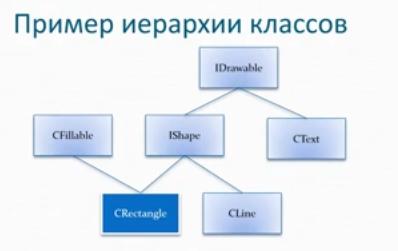 Пример иерархии классов
IDrawable
CFillable
IShape
CText
CRectangle
CLine